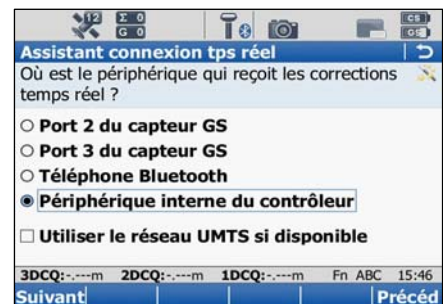 12 Σ 0
G 0
CS
GS
Assistant connexion tps réel
Où est le périphérique qui reçoit les corrections
temps réel ?
Port 2 du capteur GS
Port 3 du capteur GS
Téléphone Bluetooth
Périphérique interne du contrôleur
Utiliser le réseau UMTS si disponible
3DCQ:-.---m 2DCQ:-.---m 1DCQ:-.---m Fn ABC 15:46
Suivant Précéd